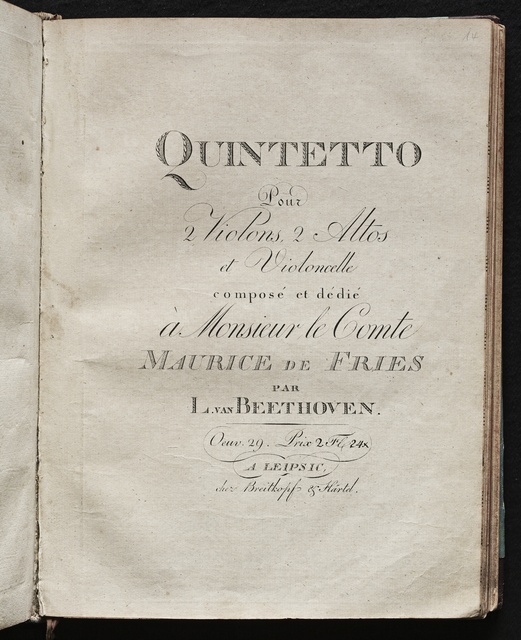 14
QUINTETTO
Pour
2 Violons, 2 Altos
et Violoncelle
composé et dédié
à Monsieur le Comte
MAURICE DE FRIES
PAR
L. VAN BEETHOVEN.
Oeuv. 29. Prix 2 Fl, 24x
A LEIPSIC,
chez Breitkopf & Härtel.